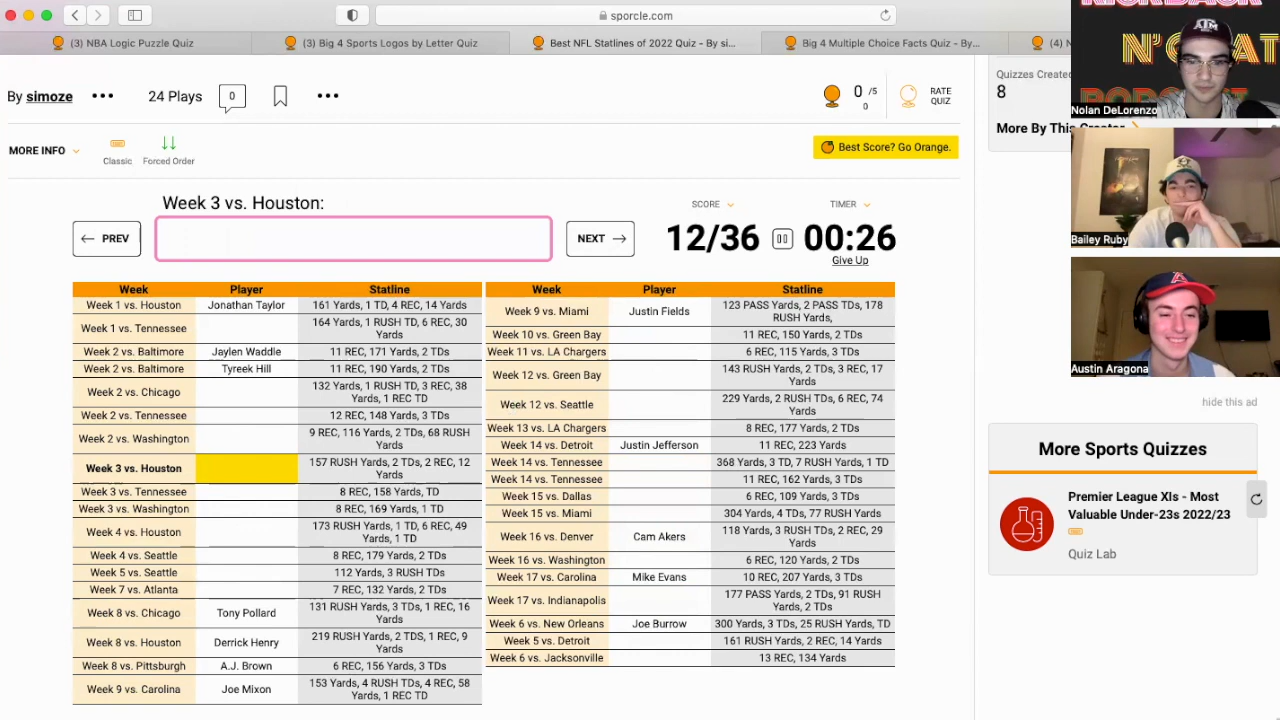 sporcle.com
(3) NBA Logic Puzzle Quiz
(3) Big 4 Sports Logos by Letter Quiz
Best NFL Statlines of 2022 Quiz - By si...
Big 4 Multiple Choice Facts Quiz - By...
By simoze
24 Plays
0
0 /5
0
RATE
QUIZ
MORE INFO
Classic
Forced Order
Best Score? Go Orange.
Week 3 vs. Houston:
PREV
NEXT
SCORE
12/36
TIMER
00:26
Give Up
Week Player Statline
Week 1 vs. Houston Jonathan Taylor 161 Yards, 1 TD, 4 REC, 14 Yards
Week 1 vs. Tennessee 164 Yards, 1 RUSH TD, 6 REC, 30
Yards
Week 2 vs. Baltimore Jaylen Waddle 11 REC, 171 Yards, 2 TDs
Week 2 vs. Baltimore Tyreek Hill 11 REC, 190 Yards, 2 TDs
Week 2 vs. Chicago 132 Yards, 1 RUSH TD, 3 REC, 38
Yards, 1 REC TD
Week 2 vs. Tennessee 12 REC, 148 Yards, 3 TDs
Week 2 vs. Washington 9 REC, 116 Yards, 2 TDs, 68 RUSH
Yards
Week 3 vs. Houston 157 RUSH Yards, 2 TDs, 2 REC, 12
Yards
Week 3 vs. Tennessee 8 REC, 158 Yards, TD
Week 3 vs. Washington 8 REC, 169 Yards, 1 TD
Week 4 vs. Houston 173 RUSH Yards, 1 TD, 6 REC, 49
Yards, 1 TD
Week 4 vs. Seattle 8 REC, 179 Yards, 2 TDs
Week 5 vs. Seattle 112 Yards, 3 RUSH TDs
Week 7 vs. Atlanta 7 REC, 132 Yards, 2 TDs
Week 8 vs. Chicago Tony Pollard 131 RUSH Yards, 3 TDs, 1 REC, 16
Yards
Week 8 vs. Houston Derrick Henry 219 RUSH Yards, 2 TDS, 1 REC, 9
Yards
Week 8 vs. Pittsburgh A.J. Brown 6 REC, 156 Yards, 3 TDs
Week 9 vs. Carolina Joe Mixon 153 Yards, 4 RUSH TDs, 4 REC, 58
Yards, 1 REC TD
Week Player Statline
Week 9 vs. Miami Justin Fields 123 PASS Yards, 2 PASS TDs, 178
RUSH Yards,
Week 10 vs. Green Bay 11 REC, 150 Yards, 2 TDs
Week 11 vs. LA Chargers 6 REC, 115 Yards, 3 TDs
Week 12 vs. Green Bay 143 RUSH Yards, 2 TDs, 3 REC, 17
Yards
Week 12 vs. Seattle 229 Yards, 2 RUSH TDs, 6 REC, 74
Yards
Week 13 vs. LA Chargers 8 REC, 177 Yards, 2 TDs
Week 14 vs. Detroit Justin Jefferson 11 REC, 223 Yards
Week 14 vs. Tennessee 368 Yards, 3 TD, 7 RUSH Yards, 1 TD
Week 14 vs. Tennessee 11 REC, 162 Yards, 3 TDs
Week 15 vs. Dallas 6 REC, 109 Yards, 3 TDs
Week 15 vs. Miami 304 Yards, 4 TDs, 77 RUSH Yards
Week 16 vs. Denver Cam Akers 118 Yards, 3 RUSH TDs, 2 REC, 29
Yards
Week 16 vs. Washington 6 REC, 120 Yards, 2 TDs
Week 17 vs. Carolina Mike Evans 10 REC, 207 Yards, 3 TDs
Week 17 vs. Indianapolis 177 PASS Yards, 2 TDs, 91 RUSH
Yards, 2 TDs
Week 6 vs. New Orleans Joe Burrow 300 Yards, 3 TDs, 25 RUSH Yards, TD
Week 5 vs. Detroit 161 RUSH Yards, 2 REC, 14 Yards
Week 6 vs. Jacksonville 13 REC, 134 Yards
Quizzes Created
8
More By This Creator
N'
Nolan DeLorenzo
Bailey Ruby
Austin Aragona
hide this ad
More Sports Quizzes
Premier League XIs - Most
Valuable Under-23s 2022/23
Quiz Lab